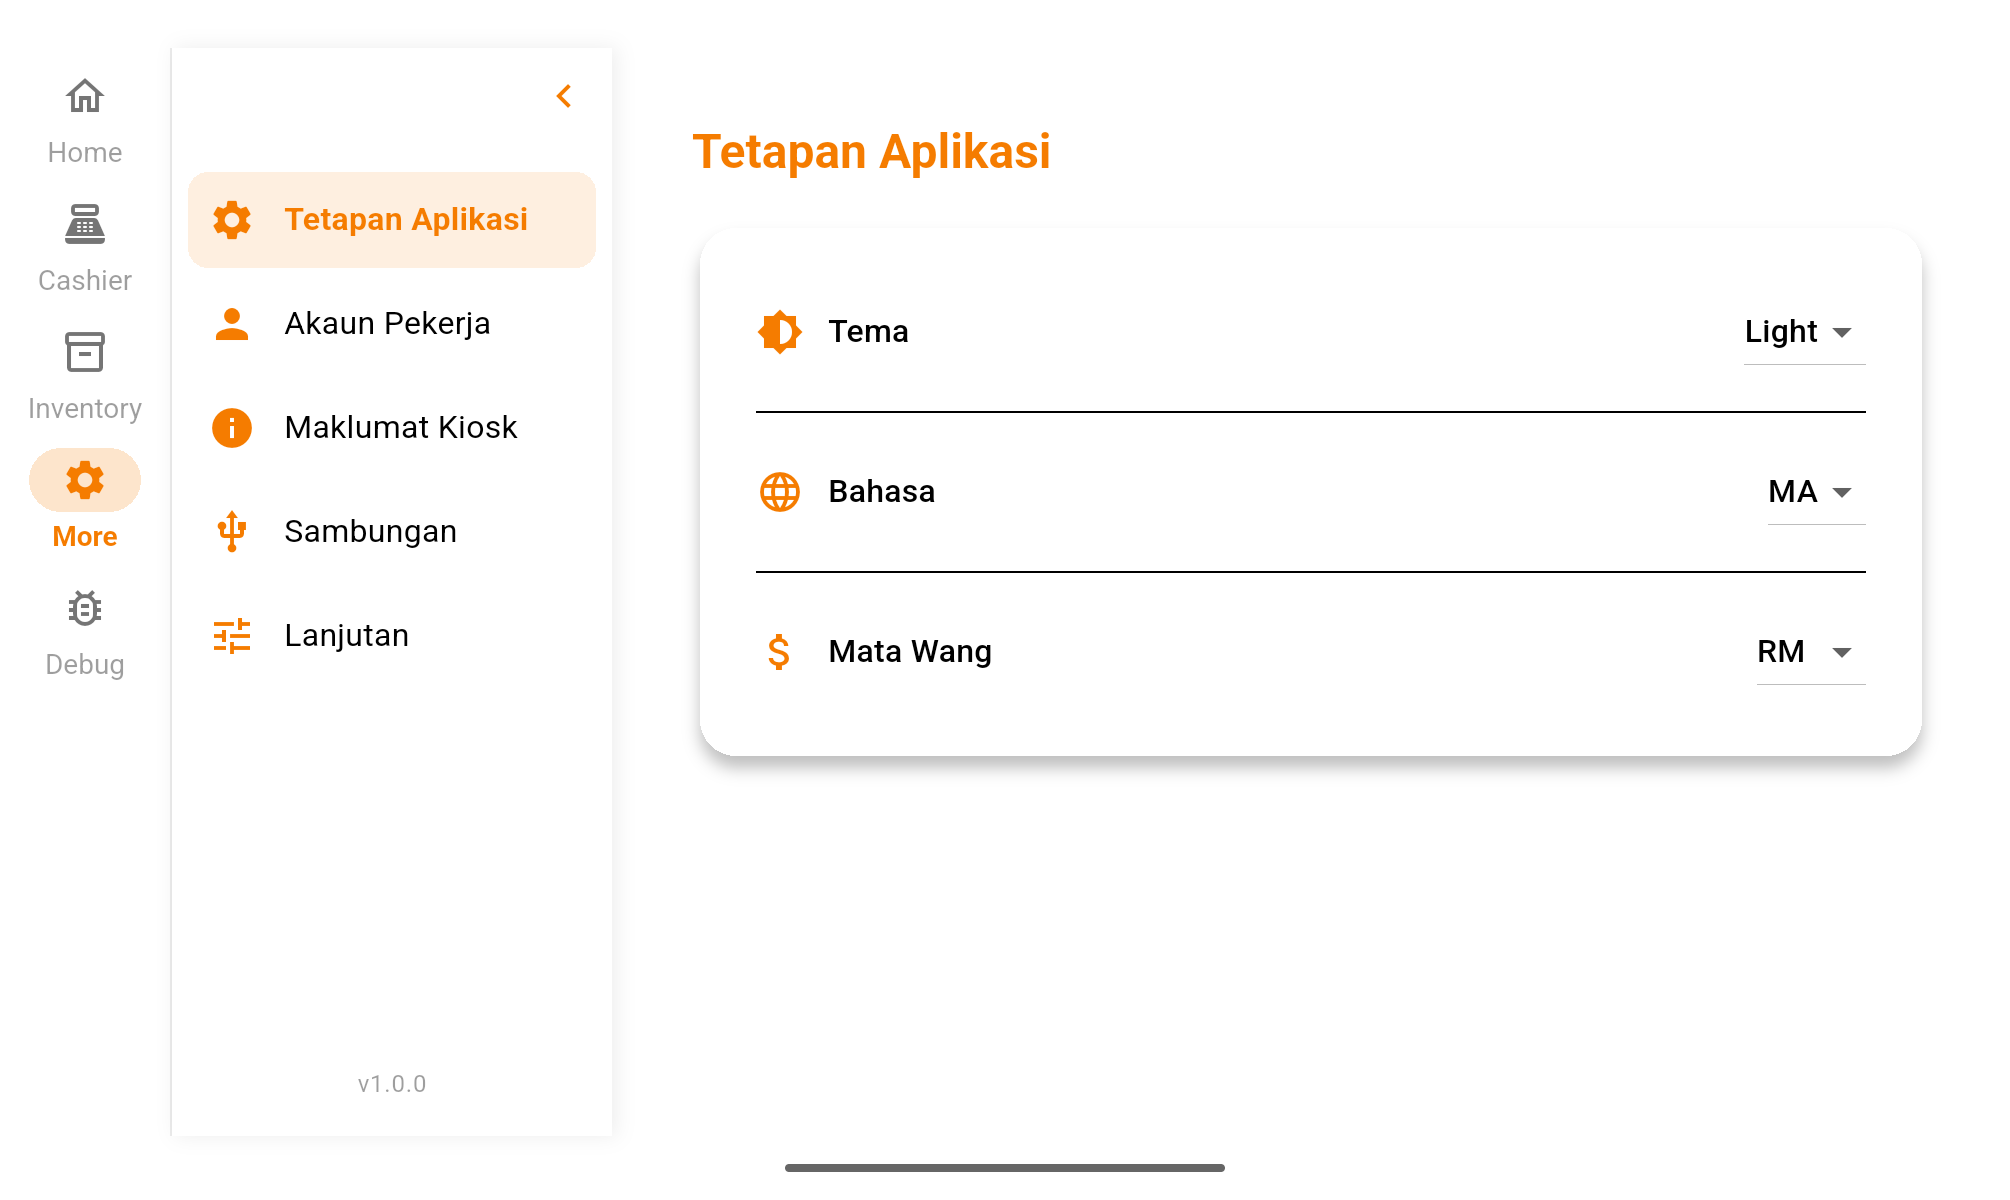 Home
Cashier
Inventory
More
Debug
Tetapan Aplikasi
Akaun Pekerja
Maklumat Kiosk
Sambungan
Lanjutan
v1.0.0
Tetapan Aplikasi
Tema Light
Bahasa MA
Mata Wang RM